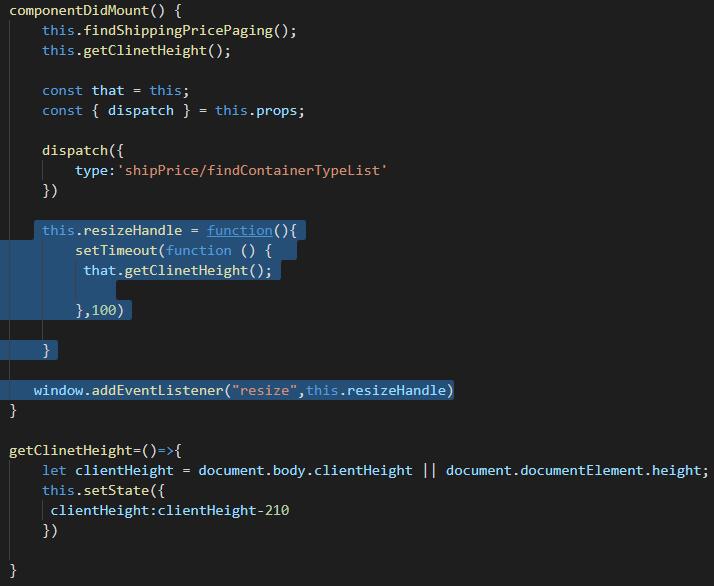 componentDidMount() {
    this.findShippingPricePaging();
    this.getClinetHeight();
    const that = this;
    const { dispatch } = this.props;
    dispatch({
        type:'shipPrice/findContainerTypeList'
    })
    this.resizeHandle = function(){
        setTimeout(function () {
         that.getClinetHeight();
        },100)
    }
   window.addEventListener("resize",this.resizeHandle)
}
getClinetHeight=()=>{
    let clientHeight = document.body.clientHeight || document.documentElement.height;
    this.setState({
     clientHeight:clientHeight-210
    })
}